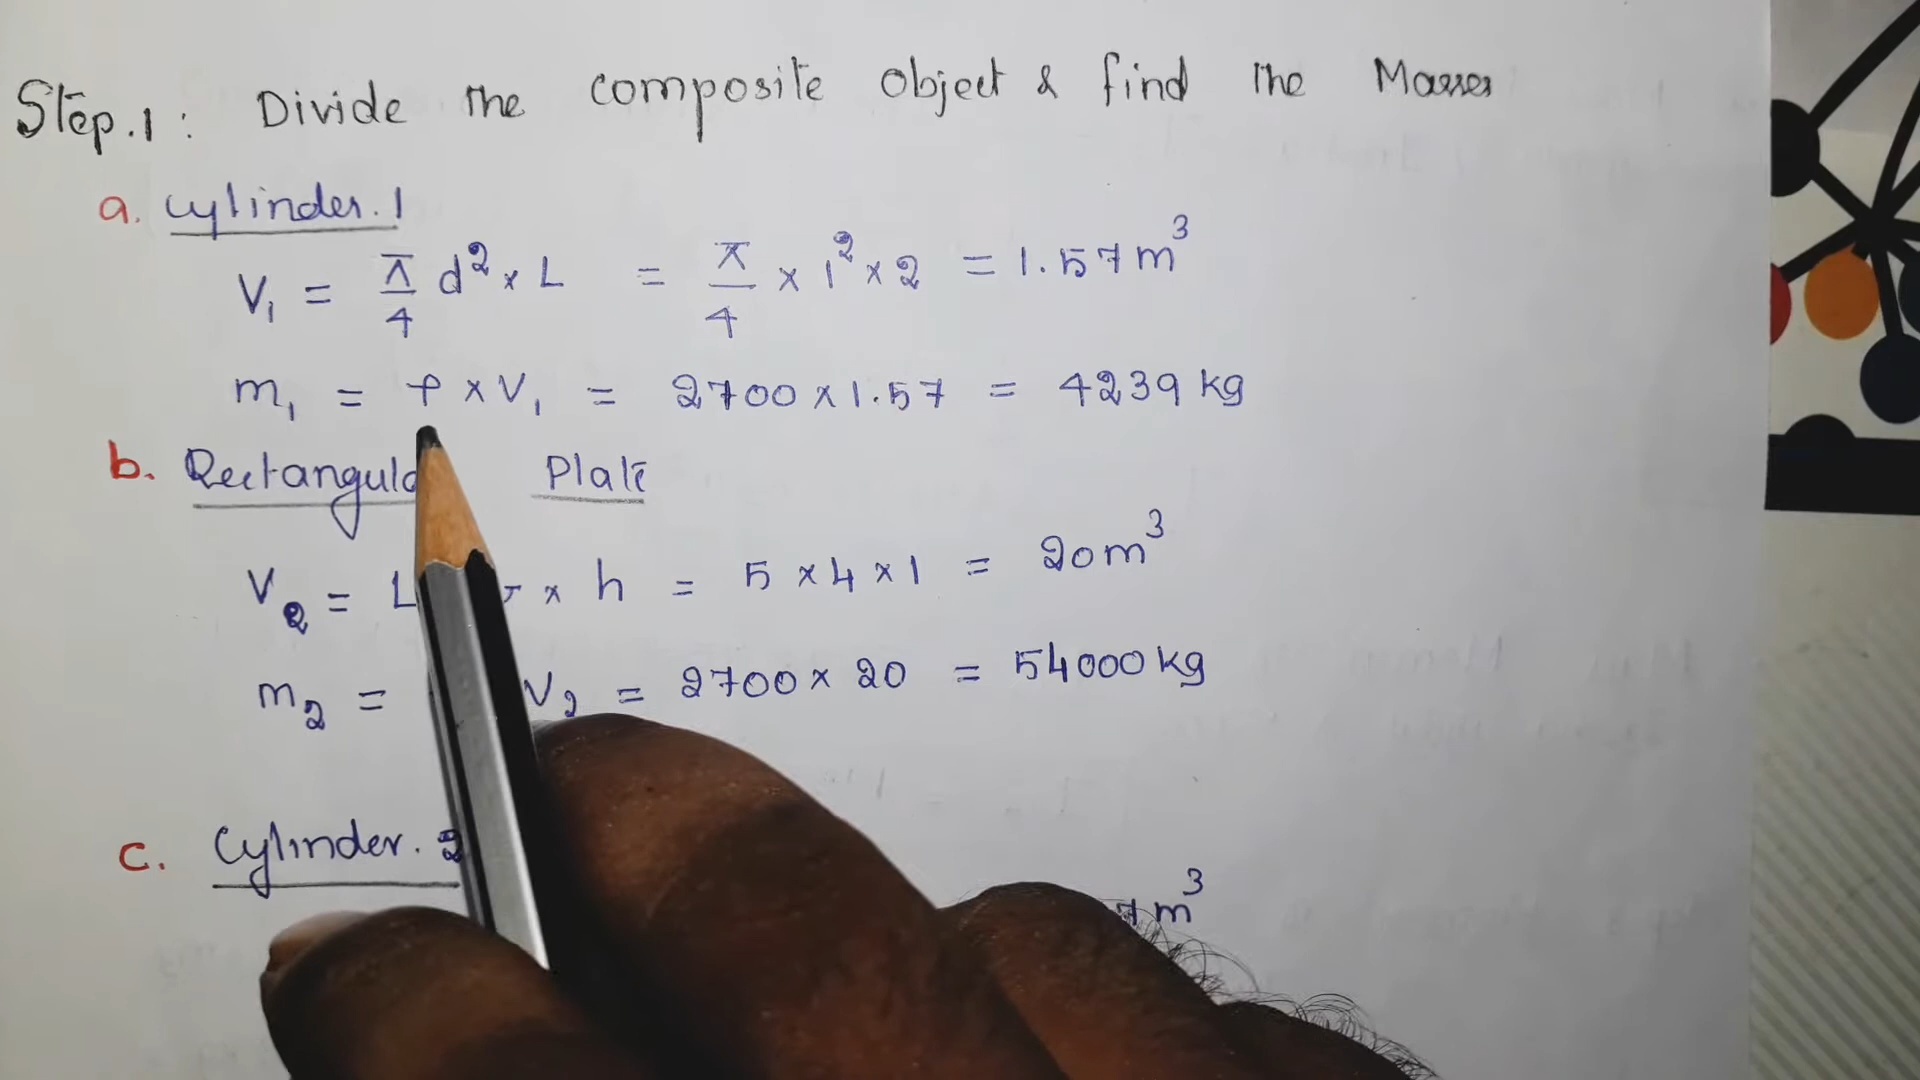 Step.1: Divide the composite object & find the Masses
a. Cylinder.1
V₁ = π/4 d² × L = π/4 × 1² × 2 = 1.57 m³
m₁ = ρ × V₁ = 2700 × 1.57 = 4239 kg
b. Plate
V₂ = L × h = 5 × 4 × 1 = 20 m³
m₂ = V₂ = 2700 × 20 = 54000 kg
c. Cylinder.2
7 m³